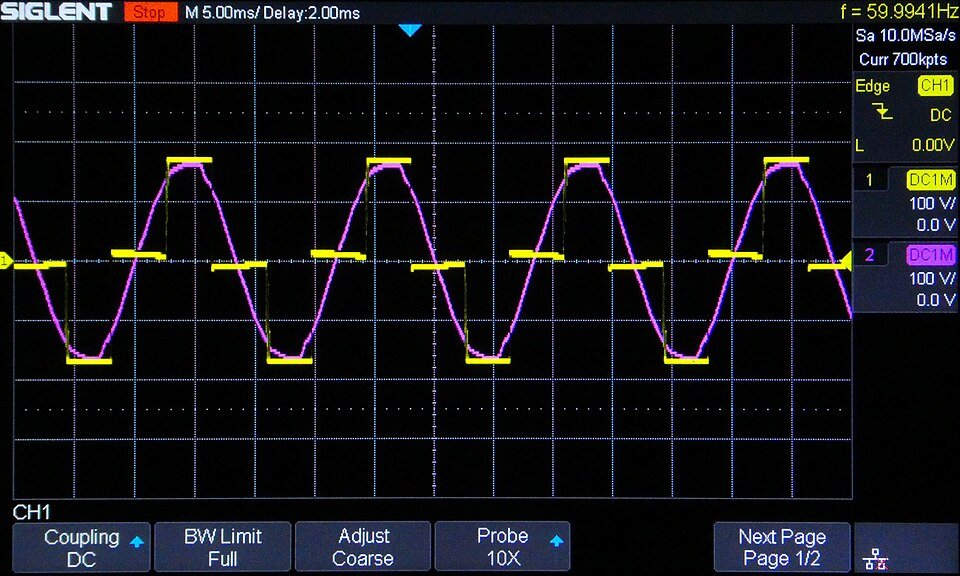 SIGLENT Stop M 5.00ms/ Delay:2.00ms f = 59.9941Hz
Sa 10.0MSa/s
Curr 700kpts
Edge CH1
DC
L 0.00V
1 DC1M
100 V/
0.0 V
2 DC1M
100 V/
0.0 V
1
CH1
Coupling
DC
BW Limit
Full
Adjust
Coarse
Probe
10X
Next Page
Page 1/2